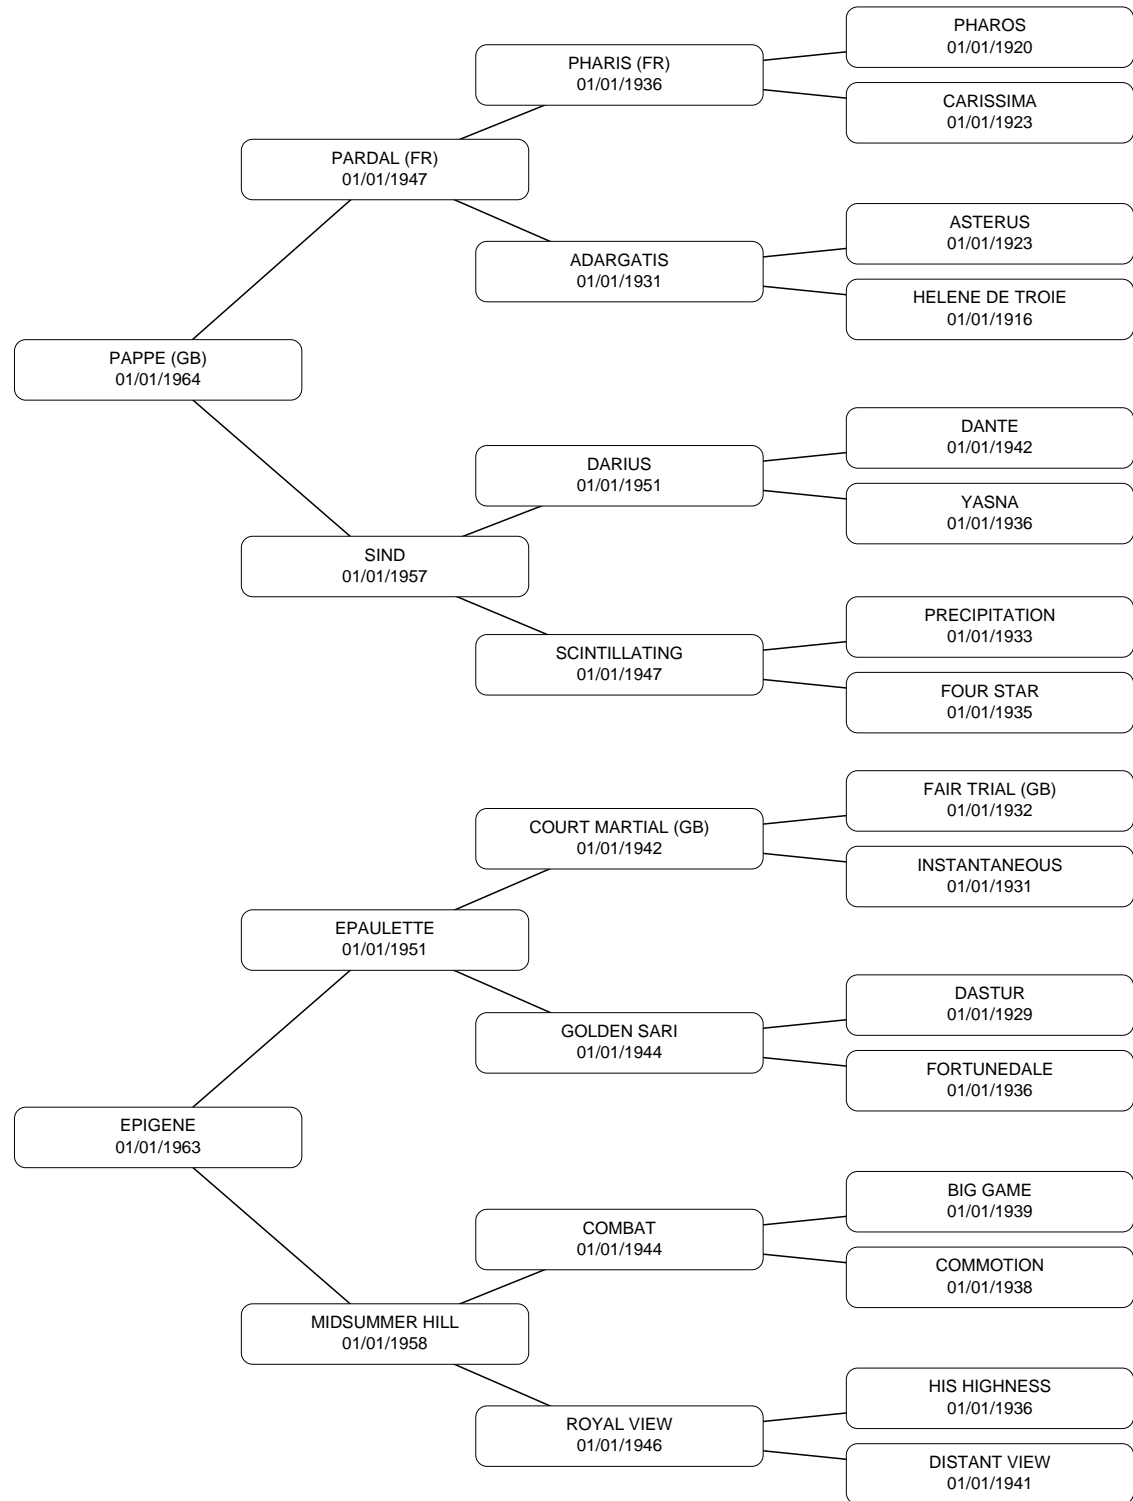 PHAROS
01/01/1920
PHARIS (FR)
01/01/1936
CARISSIMA
01/01/1923
PARDAL (FR)
01/01/1947
ASTERUS
01/01/1923
ADARGATIS
01/01/1931
HELENE DE TROIE
01/01/1916
PAPPE (GB)
01/01/1964
DANTE
01/01/1942
DARIUS
01/01/1951
YASNA
01/01/1936
SIND
01/01/1957
PRECIPITATION
01/01/1933
SCINTILLATING
01/01/1947
FOUR STAR
01/01/1935
FAIR TRIAL (GB)
01/01/1932
COURT MARTIAL (GB)
01/01/1942
INSTANTANEOUS
01/01/1931
EPAULETTE
01/01/1951
DASTUR
01/01/1929
GOLDEN SARI
01/01/1944
FORTUNEDALE
01/01/1936
EPIGENE
01/01/1963
BIG GAME
01/01/1939
COMBAT
01/01/1944
COMMOTION
01/01/1938
MIDSUMMER HILL
01/01/1958
HIS HIGHNESS
01/01/1936
ROYAL VIEW
01/01/1946
DISTANT VIEW
01/01/1941